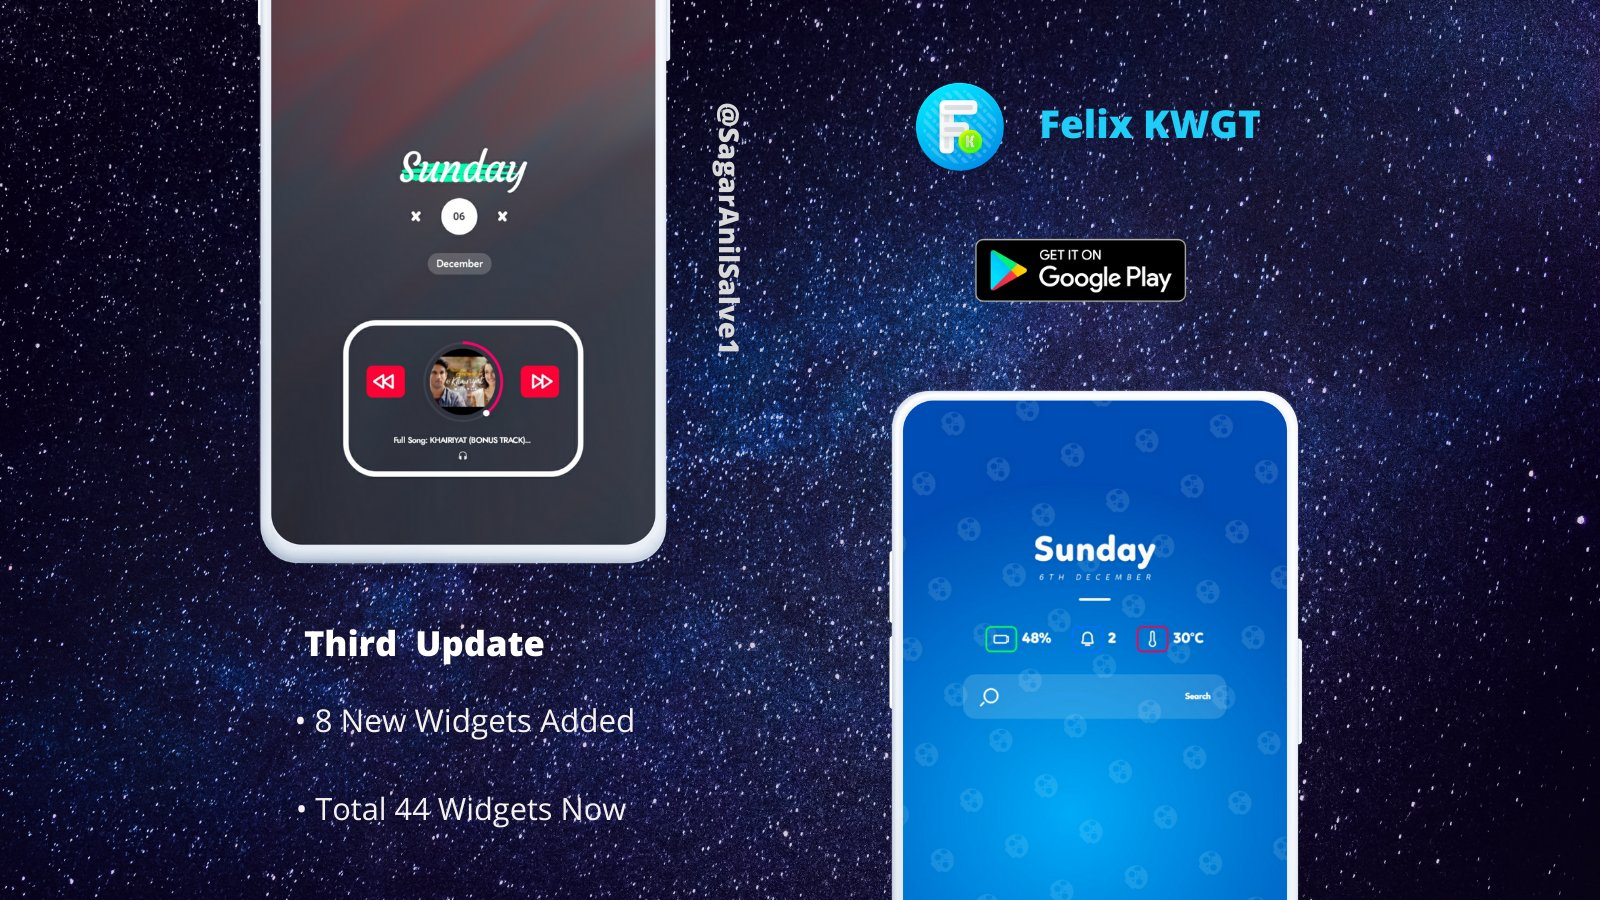 Sunday
06
December
Full Song: KHAIRIYAT (BONUS TRACK)...
@SagarAnilSalve1
Felix KWGT
GET IT ON
Google Play
Third Update
• 8 New Widgets Added
• Total 44 Widgets Now
Sunday
6TH DECEMBER
48% 2 30°C
Search